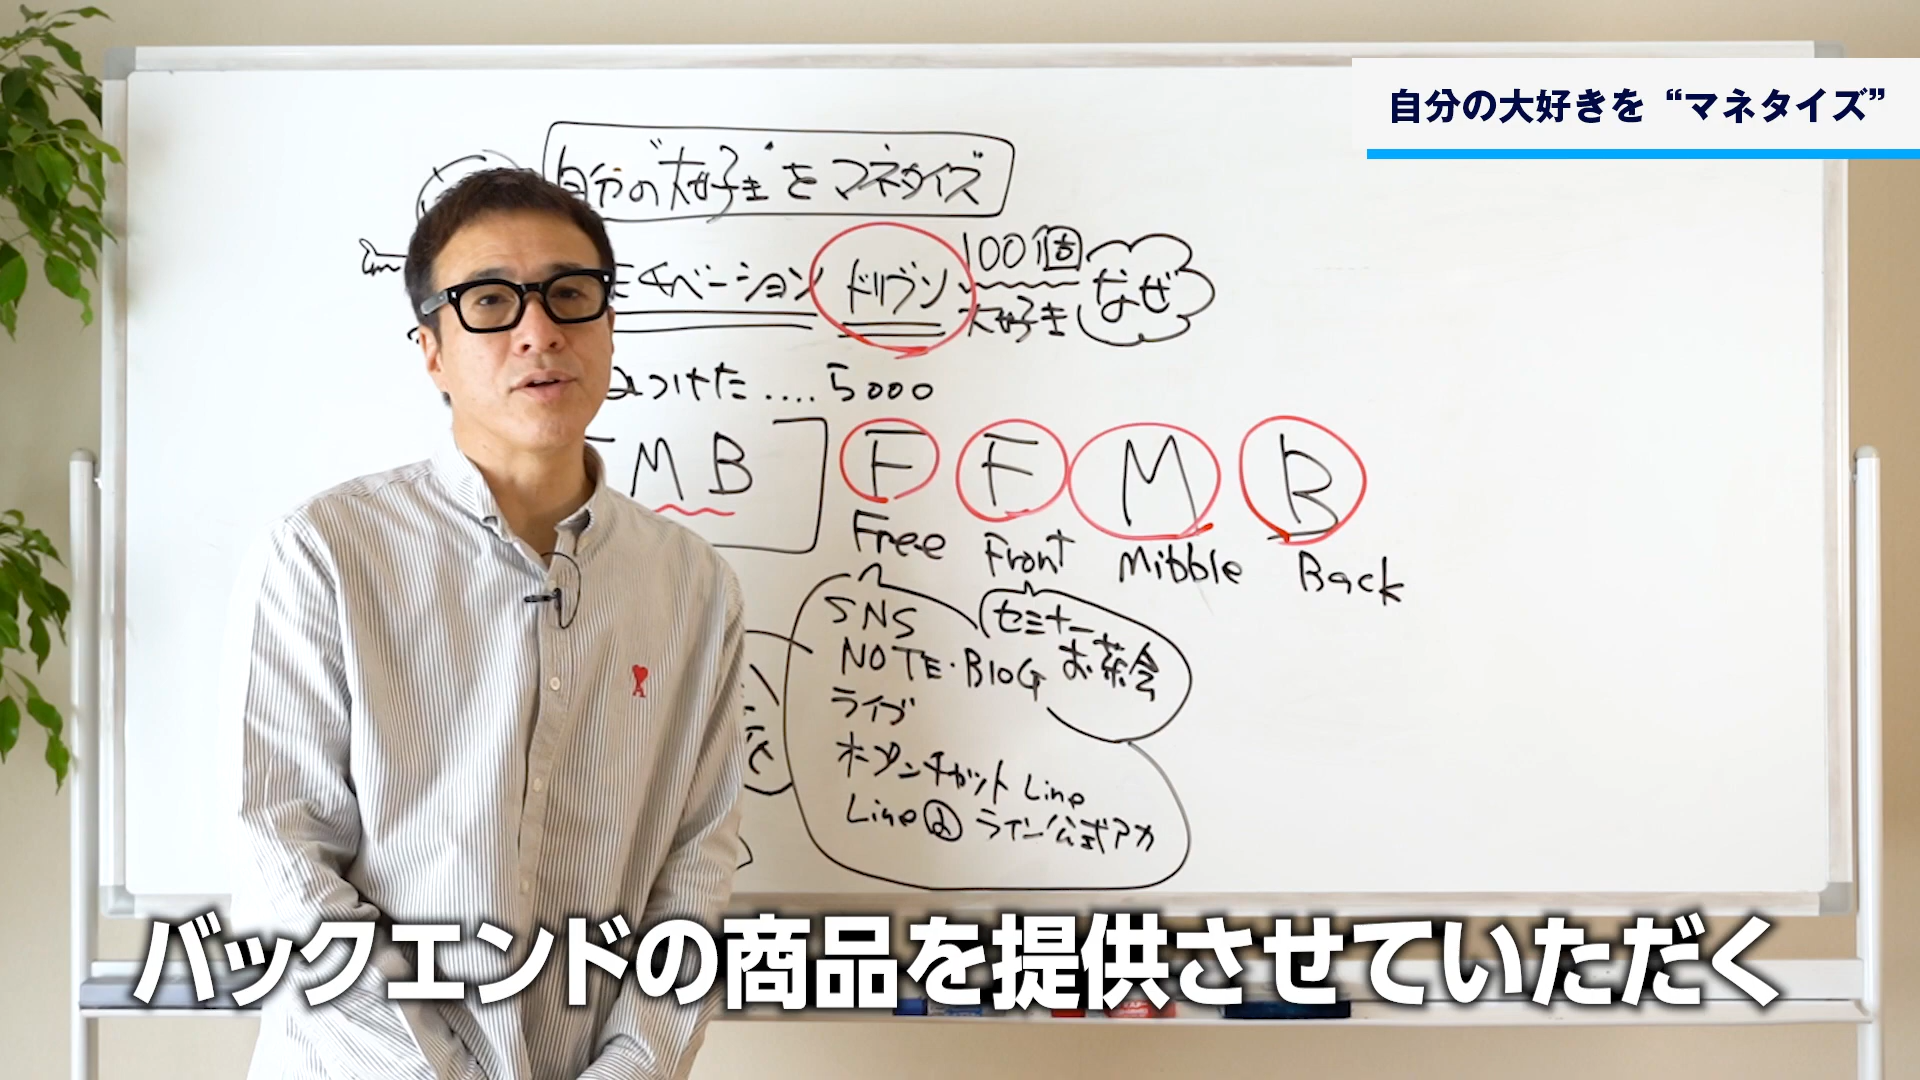 自分の大好きを“マネタイズ”
自分の"大好き"をマネタイズ
モチベーション ドリヴン 100個 大好き なぜ
みつけた....5000
M B
F F M B
Free Front Mibble Back
SNS
NOTE・BloG
ライブ
オープンチャット Line
Line@ ライン公式アカ
セミナー
お茶会
バックエンドの商品を提供させていただく